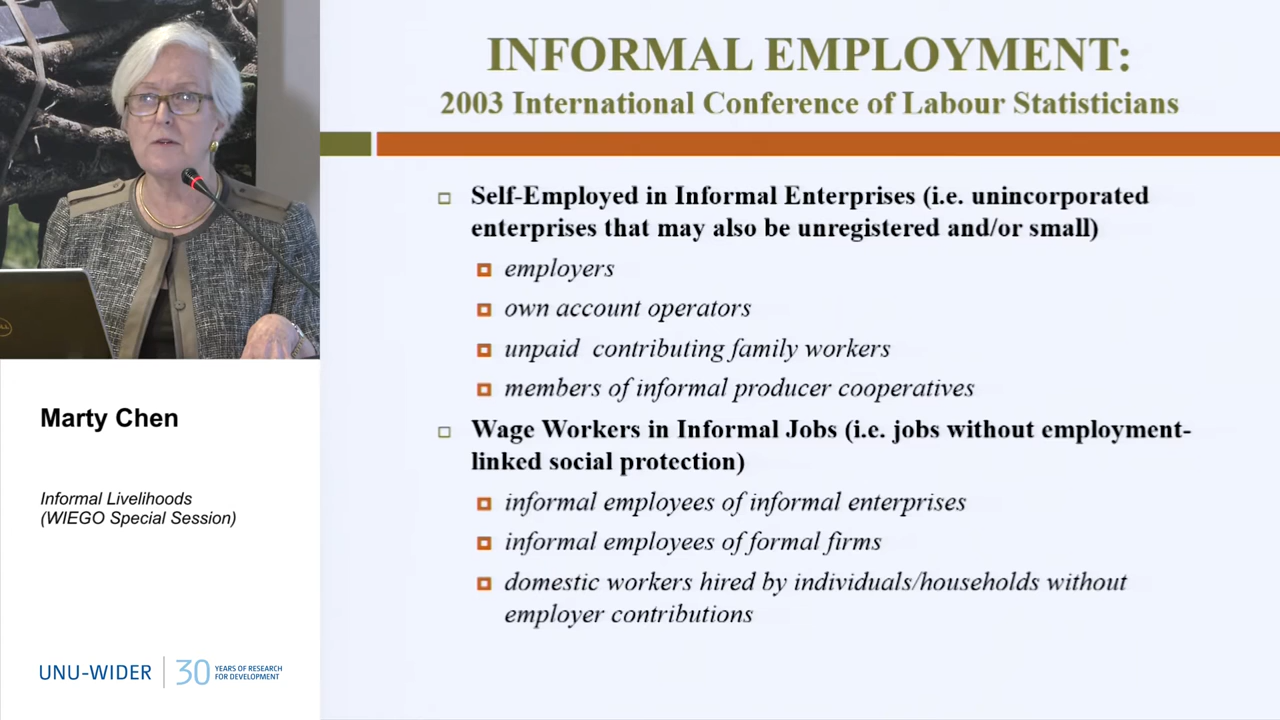 INFORMAL EMPLOYMENT:
2003 International Conference of Labour Statisticians
Self-Employed in Informal Enterprises (i.e. unincorporated
enterprises that may also be unregistered and/or small)
employers
own account operators
unpaid contributing family workers
members of informal producer cooperatives
Wage Workers in Informal Jobs (i.e. jobs without employment-
linked social protection)
informal employees of informal enterprises
informal employees of formal firms
domestic workers hired by individuals/households without
employer contributions
Marty Chen
Informal Livelihoods
(WIEGO Special Session)
UNU-WIDER
30 YEARS OF RESEARCH
FOR DEVELOPMENT